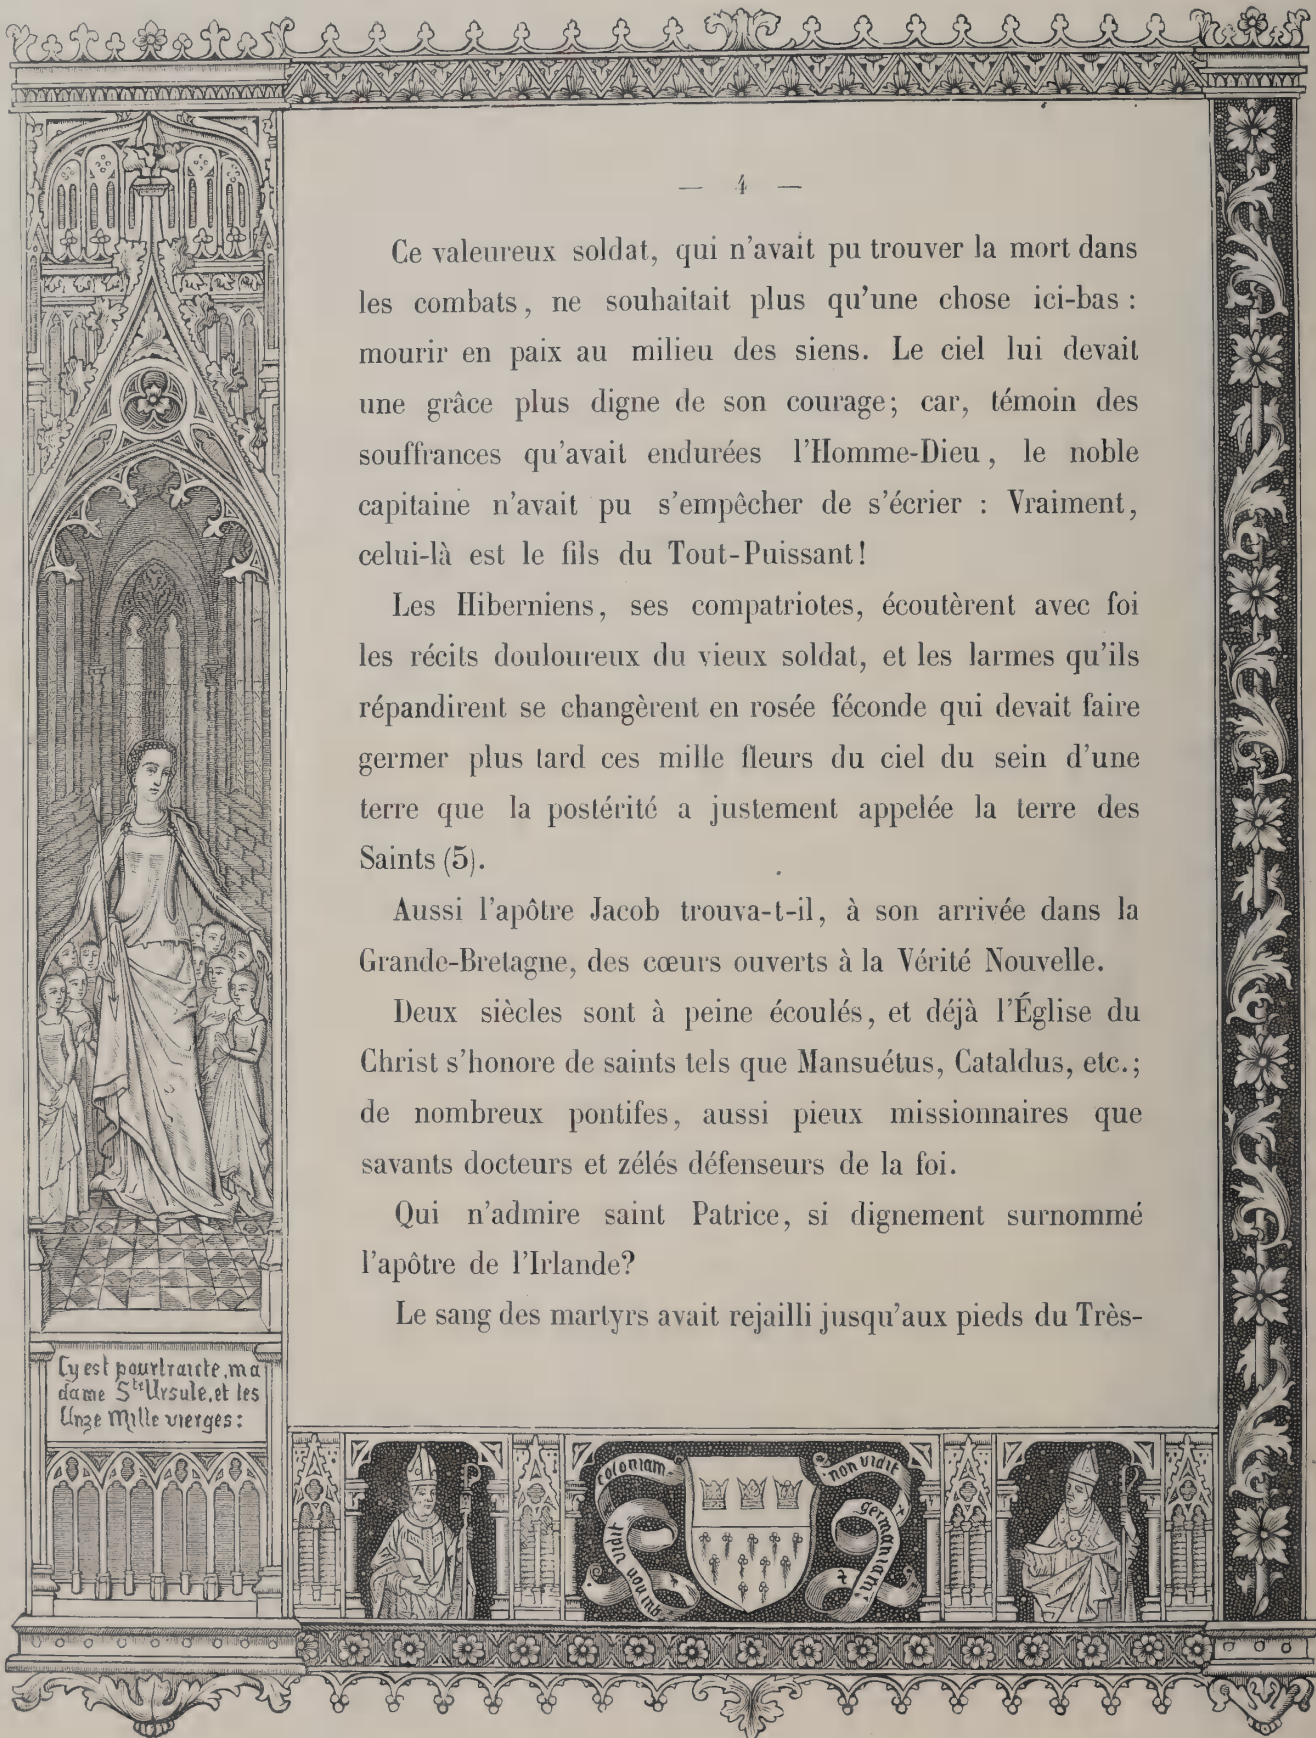 — 4 —
Ce valeureux soldat, qui n'avait pu trouver la mort dans
les combats, ne souhaitait plus qu'une chose ici-bas :
mourir en paix au milieu des siens. Le ciel lui devait
une grâce plus digne de son courage; car, témoin des
souffrances qu'avait endurées l'Homme-Dieu, le noble
capitaine n'avait pu s'empêcher de s'écrier : Vraiment,
celui-là est le fils du Tout-Puissant!
Les Hiberniens, ses compatriotes, écoutèrent avec foi
les récits douloureux du vieux soldat, et les larmes qu'ils
répandirent se changèrent en rosée féconde qui devait faire
germer plus tard ces mille fleurs du ciel du sein d'une
terre que la postérité a justement appelée la terre des
Saints (5).
Aussi l'apôtre Jacob trouva-t-il, à son arrivée dans la
Grande-Bretagne, des cœurs ouverts à la Vérité Nouvelle.
Deux siècles sont à peine écoulés, et déjà l'Église du
Christ s'honore de saints tels que Mansuétus, Cataldus, etc.;
de nombreux pontifes, aussi pieux missionnaires que
savants docteurs et zélés défenseurs de la foi.
Qui n'admire saint Patrice, si dignement surnommé
l'apôtre de l'Irlande?
Le sang des martyrs avait rejailli jusqu'aux pieds du Très-
Cy est pourtraicte, ma
dame Ste Ursule, et les
Unze Mille vierges:
qui non vidit
coloniam
non vidit
germaniam